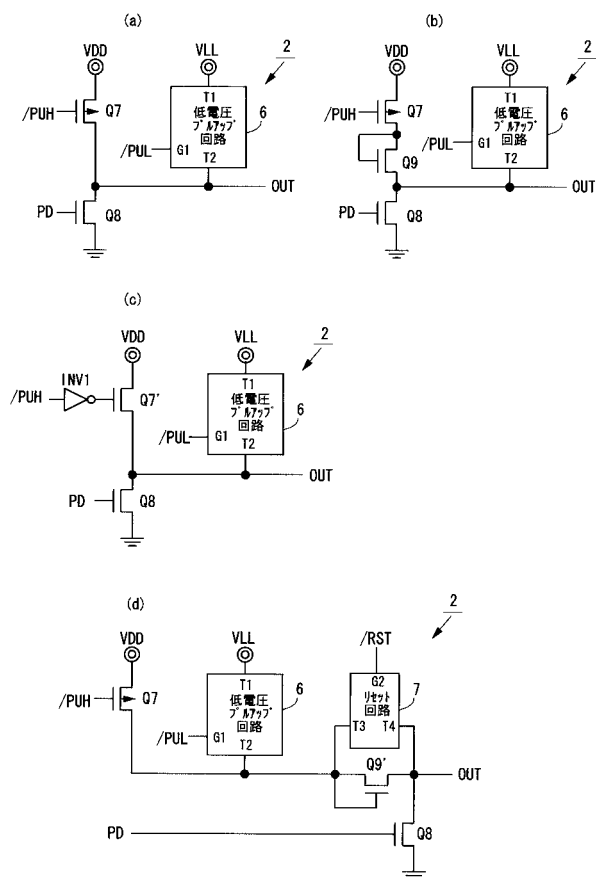 (a)
VDD
VLL
2
T1
低電圧
プルアップ
回路
6
/PUH
Q7
/PUL
G1
T2
OUT
PD
Q8
(b)
VDD
VLL
2
T1
低電圧
プルアップ
回路
6
/PUH
Q7
/PUL
G1
T2
Q9
OUT
PD
Q8
(c)
VDD
VLL
2
INV1
T1
低電圧
プルアップ
回路
6
/PUH
Q7'
/PUL
G1
T2
OUT
PD
Q8
(d)
2
VDD
VLL
/RST
T1
低電圧
プルアップ
回路
6
G2
リセット
回路
7
/PUH
Q7
/PUL
G1
T2
T3
T4
Q9'
OUT
PD
Q8